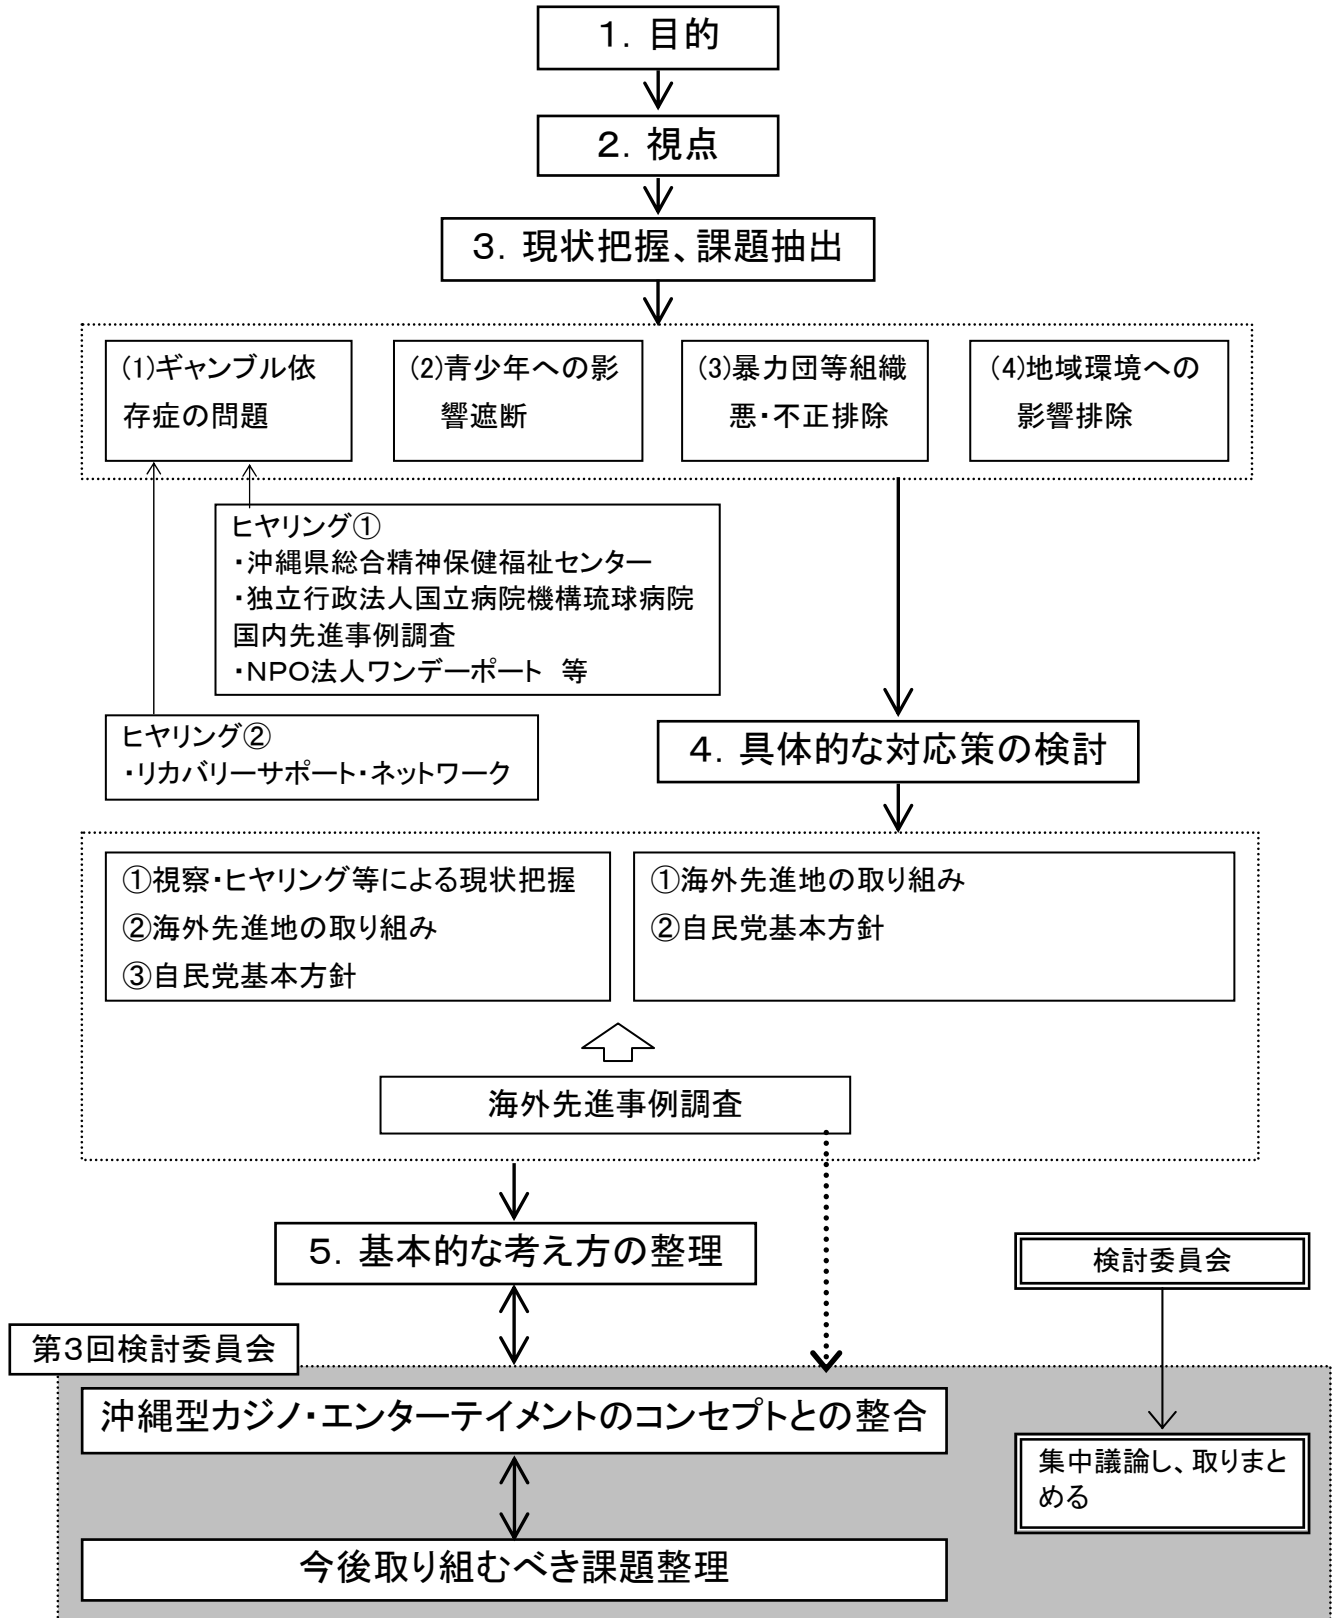 １．目的
２．視点
３．現状把握、課題抽出
(1)ギャンブル依
存症の問題
(2)青少年への影
響遮断
(3)暴力団等組織
悪・不正排除
(4)地域環境への
影響排除
ヒヤリング①
・沖縄県総合精神保健福祉センター
・独立行政法人国立病院機構琉球病院
国内先進事例調査
・NPO法人ワンデーポート　等
ヒヤリング②
・リカバリーサポート・ネットワーク
４．具体的な対応策の検討
①視察・ヒヤリング等による現状把握
②海外先進地の取り組み
③自民党基本方針
①海外先進地の取り組み
②自民党基本方針
海外先進事例調査
５．基本的な考え方の整理
検討委員会
第３回検討委員会
沖縄型カジノ・エンターテイメントのコンセプトとの整合
集中議論し、取りまと
める
今後取り組むべき課題整理